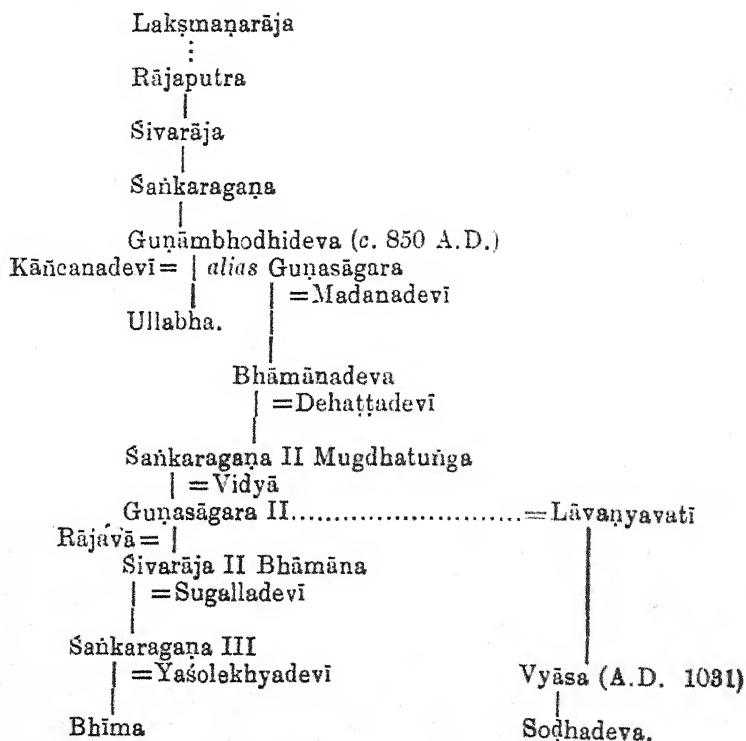 Lakṣmaṇarāja
Rājaputra
Śivarāja
Śaṅkaragaṇa
Guṇāmbhodhideva (c. 850 A.D.)
Kāñcanadevī= | alias Guṇasāgara
=Madanadevī
Ullabha.
Bhāmānadeva
=Dehaṭṭadevī
Śaṅkaragaṇa II Mugdhatuṅga
=Vidyā
Guṇasāgara II...........................=Lāvaṇyavatī
Rājavā=
Śivarāja II Bhāmāna
=Sugalladevī
Śaṅkaragaṇa III
=Yaśolekhyadevī
Vyāsa (A.D. 1031)
Bhīma
Soḍhadeva.